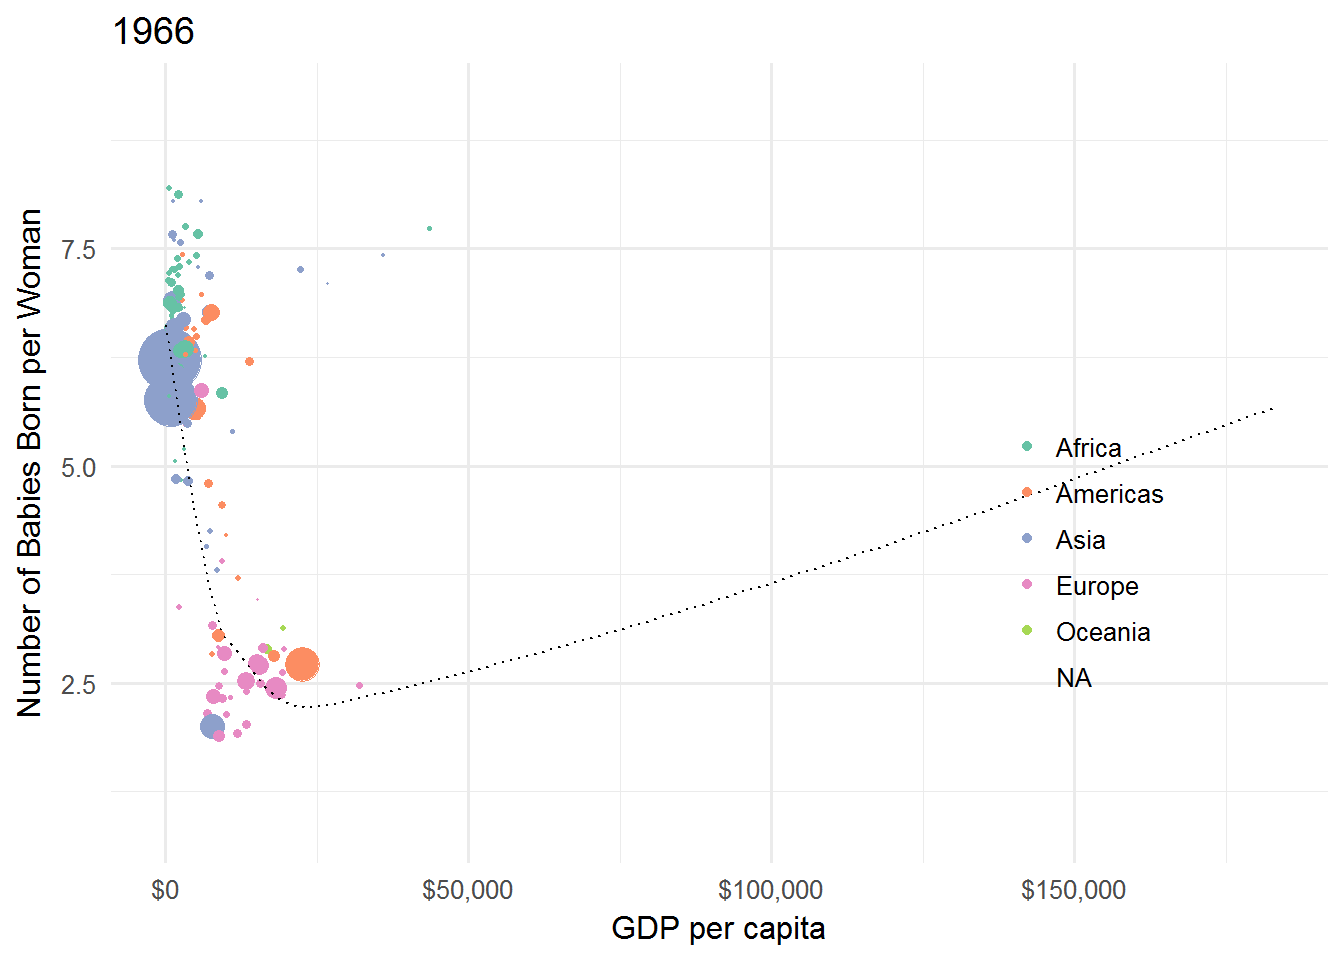 1966
Number of Babies Born per Woman
7.5
5.0
2.5
Africa
Americas
Asia
Europe
Oceania
NA
$0
$50,000
$100,000
$150,000
GDP per capita